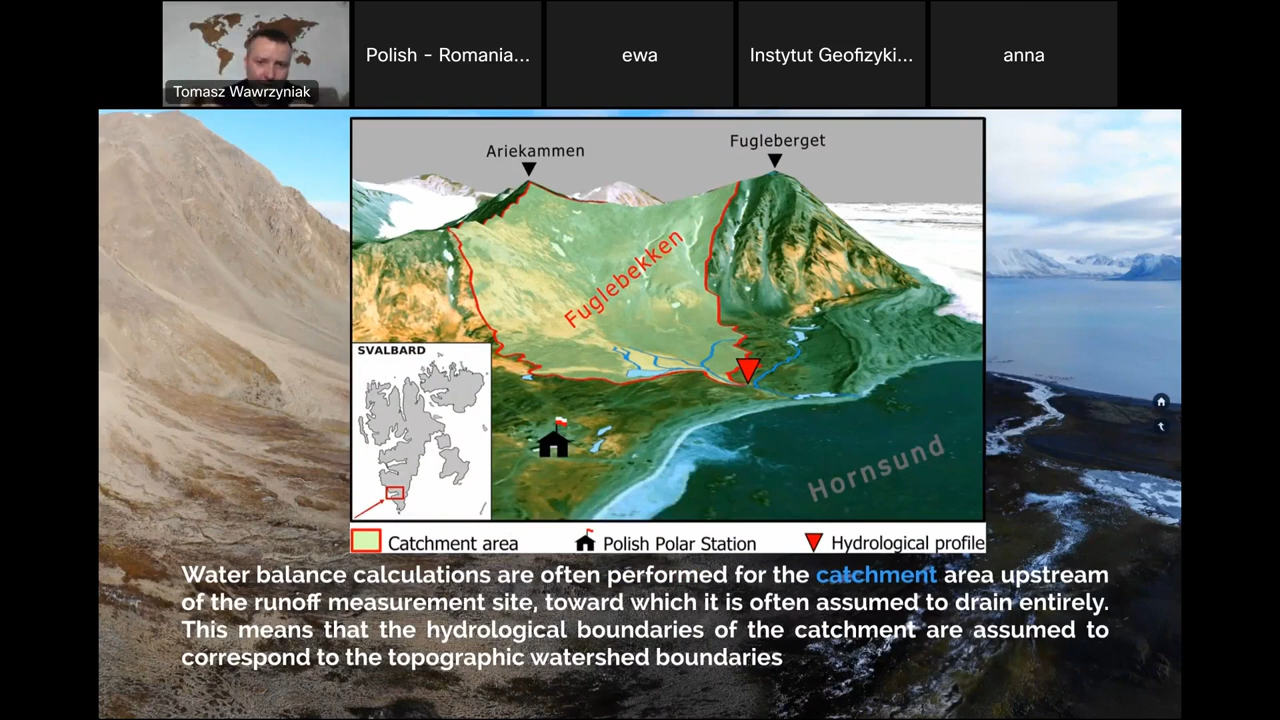 Tomasz Wawrzyniak
Polish - Romania...
ewa
Instytut Geofizyki...
anna
Ariekammen
Fugleberget
Fuglebekken
SVALBARD
Hornsund
Catchment area
Polish Polar Station
Hydrological profile
Water balance calculations are often performed for the catchment area upstream
of the runoff measurement site, toward which it is often assumed to drain entirely.
This means that the hydrological boundaries of the catchment are assumed to
correspond to the topographic watershed boundaries